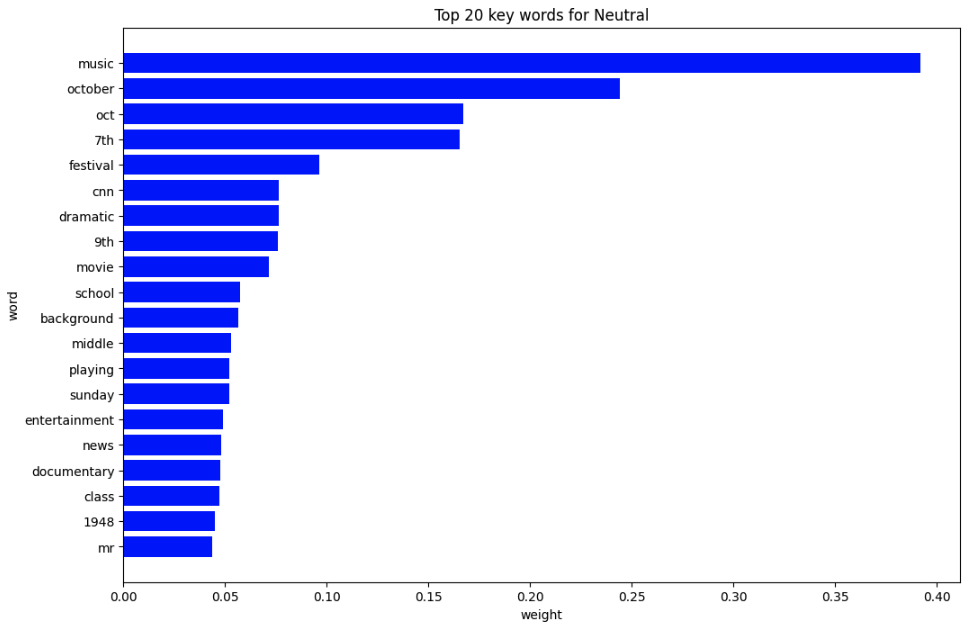 Top 20 key words for Neutral
word
music
october
oct
7th
festival
cnn
dramatic
9th
movie
school
background
middle
playing
sunday
entertainment
news
documentary
class
1948
mr
0.00 0.05 0.10 0.15 0.20 0.25 0.30 0.35 0.40
weight